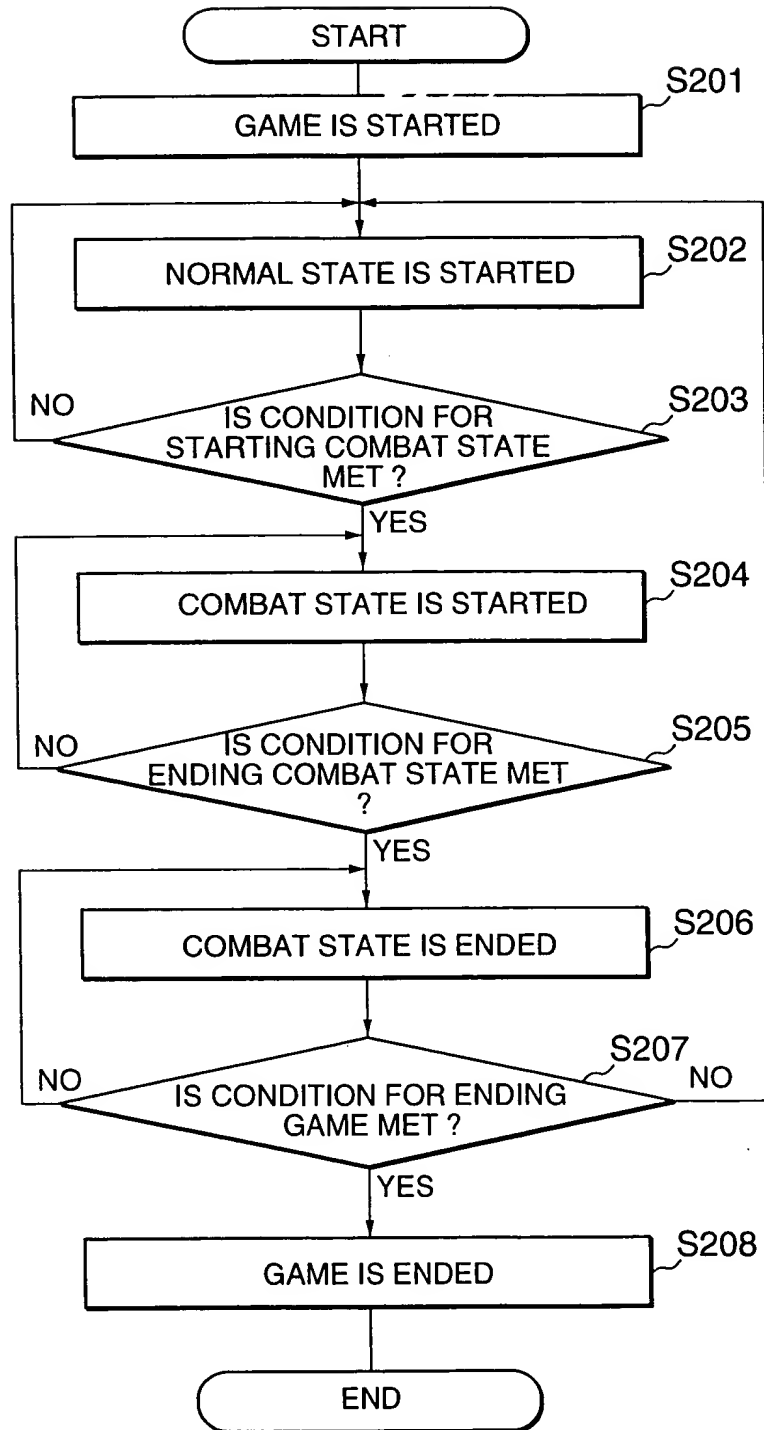 START
S201
GAME IS STARTED
S202
NORMAL STATE IS STARTED
S203
NO
IS CONDITION FOR
STARTING COMBAT STATE
MET ?
YES
S204
COMBAT STATE IS STARTED
S205
NO
IS CONDITION FOR
ENDING COMBAT STATE MET
?
YES
S206
COMBAT STATE IS ENDED
S207
NO
NO
IS CONDITION FOR ENDING
GAME MET ?
YES
S208
GAME IS ENDED
END